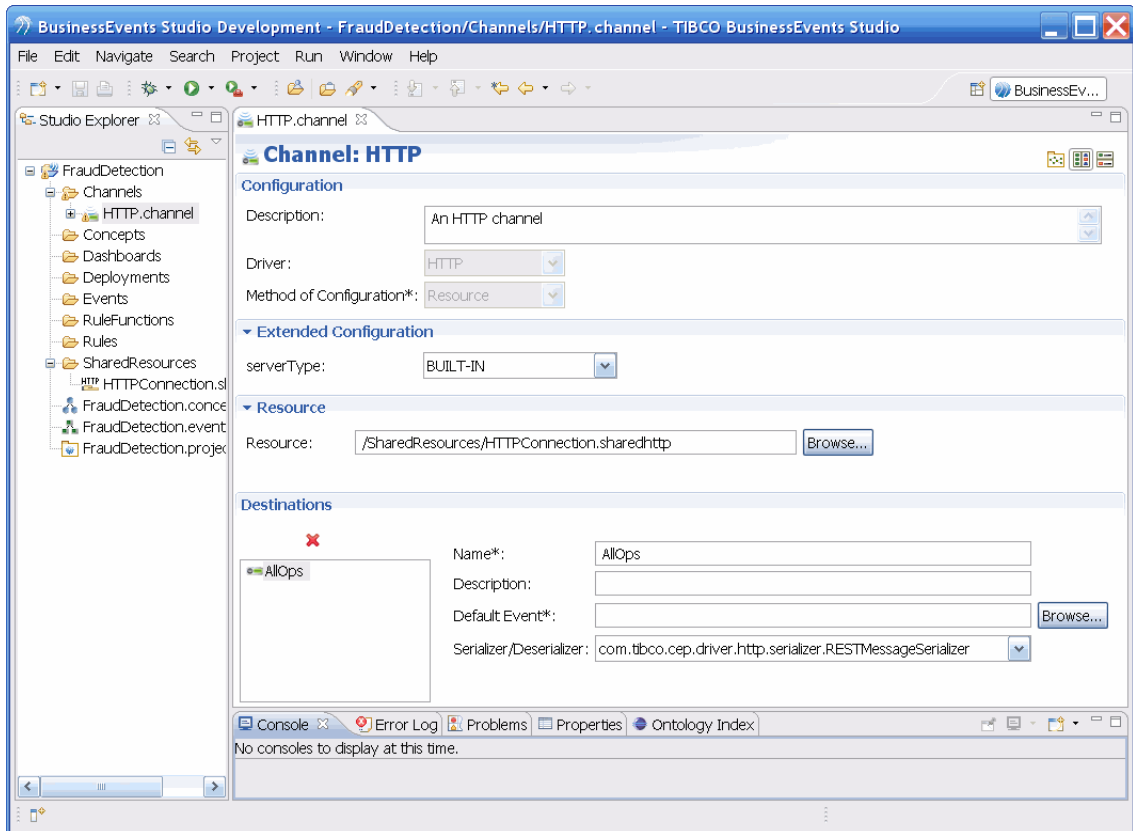 BusinessEvents Studio Development - FraudDetection/Channels/HTTP.channel - TIBCO BusinessEvents Studio
File Edit Navigate Search Project Run Window Help
BusinessEv...
Studio Explorer
HTTP.channel
FraudDetection
Channels
HTTP.channel
Concepts
Dashboards
Deployments
Events
RuleFunctions
Rules
SharedResources
HTTP HTTPConnection.sl
FraudDetection.conce
FraudDetection.event
FraudDetection.projec
Channel: HTTP
Configuration
Description: An HTTP channel
Driver: HTTP
Method of Configuration*: Resource
Extended Configuration
serverType: BUILT-IN
Resource
Resource: /SharedResources/HTTPConnection.sharedhttp Browse...
Destinations
AllOps
Name*: AllOps
Description:
Default Event*: Browse...
Serializer/Deserializer: com.tibco.cep.driver.http.serializer.RESTMessageSerializer
Console Error Log Problems Properties Ontology Index
No consoles to display at this time.